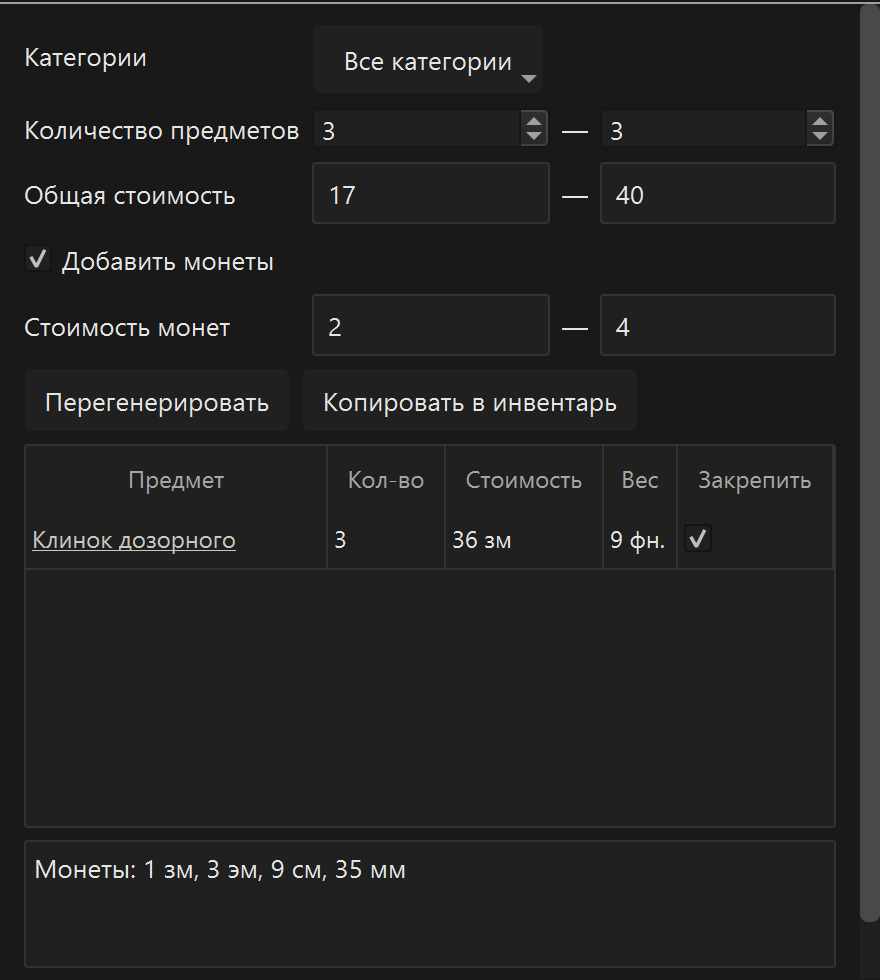 Категории Все категории
Количество предметов 3 — 3
Общая стоимость 17 — 40
Добавить монеты
Стоимость монет 2 — 4
Перегенерировать Копировать в инвентарь
Предмет Кол-во Стоимость Вес Закрепить
Клинок дозорного 3 36 зм 9 фн.
Монеты: 1 зм, 3 эм, 9 см, 35 мм